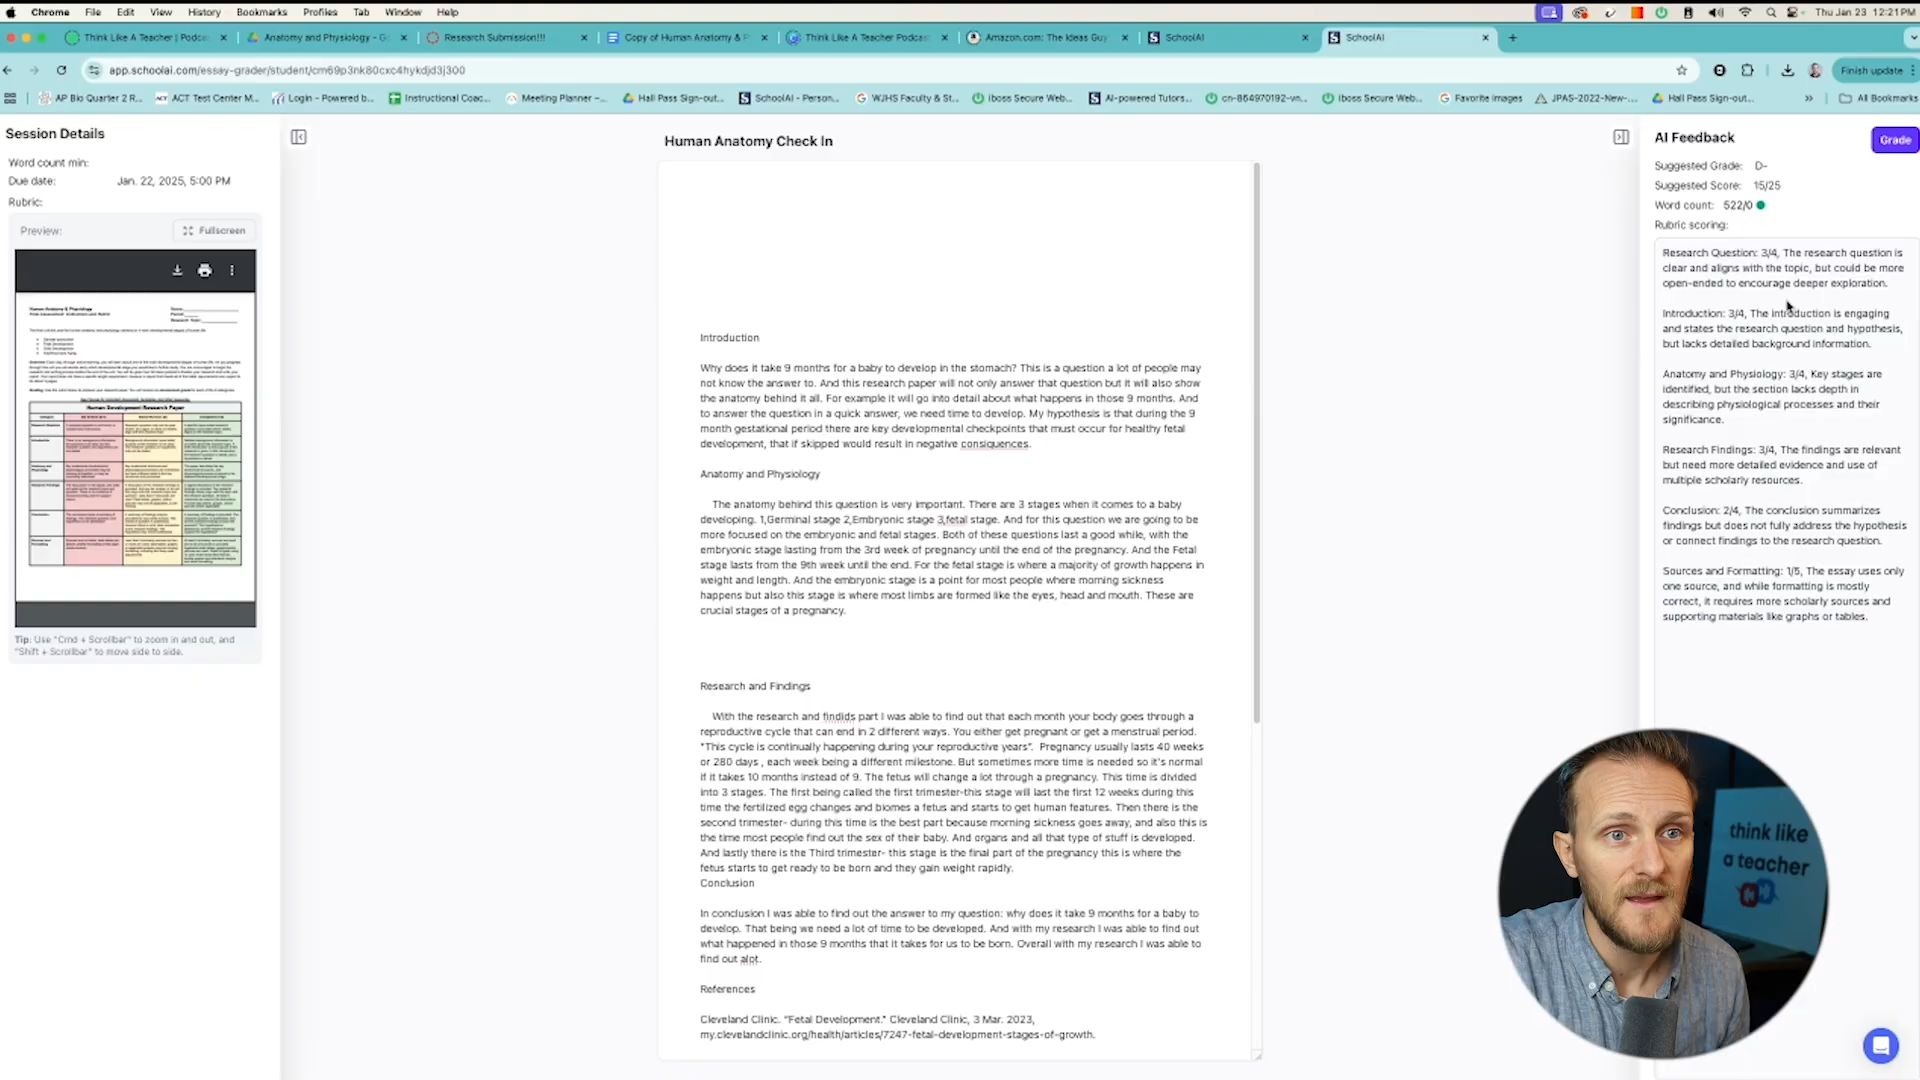 Chrome File Edit View History Bookmarks Profiles Tab Window Help
Thu Jan 23 12:21 PM
Think Like A Teacher | Podca
Anatomy and Physiology - G
Research Submission!!!
Copy of Human Anatomy & P
Think Like A Teacher Podcas
Amazon.com: The Ideas Guy
SchoolAI
SchoolAI
app.schoolai.com/essay-grader/student/cm69p3nk80cxc4hykdjd3j300
Finish update
AP Bio Quarter 2 R...
ACT Test Center M...
Login - Powered b...
Instructional Coac...
Meeting Planner –...
Hall Pass Sign-out...
SchoolAI - Person...
WJHS Faculty & St...
iboss Secure Web...
AI-powered Tutors...
cn-864970192-vn...
iboss Secure Web...
Favorite images
JPAS-2022-New-...
Hall Pass Sign-out...
All Bookmarks
Session Details
Word count min:
Due date: Jan. 22, 2025, 5:00 PM
Rubric:
Preview:
Fullscreen
Human Anatomy & Physiology
Human Development Research Paper
Tip: Use "Cmd + Scrollbar" to zoom in and out, and
"Shift + Scrollbar" to move side to side.
Human Anatomy Check In
Introduction
Why does it take 9 months for a baby to develop in the stomach? This is a question a lot of people may
not know the answer to. And this research paper will not only answer that question but it will also show
the anatomy behind it all. For example it will go into detail about what happens in those 9 months. And
to answer the question in a quick answer, we need time to develop. My hypothesis is that during the 9
month gestational period there are key developmental checkpoints that must occur for healthy fetal
development, that if skipped would result in negative consiquences.
Anatomy and Physiology
The anatomy behind this question is very important. There are 3 stages when it comes to a baby
developing. 1,Germinal stage 2,Embryonic stage 3,fetal stage. And for this question we are going to be
more focused on the embryonic and fetal stages. Both of these questions last a good while, with the
embryonic stage lasting from the 3rd week of pregnancy until the end of the pregnancy. And the Fetal
stage lasts from the 9th week until the end. For the fetal stage is where a majority of growth happens in
weight and length. And the embryonic stage is a point for most people where morning sickness
happens but also this stage is where most limbs are formed like the eyes, head and mouth. These are
crucial stages of a pregnancy.
Research and Findings
With the research and findids part I was able to find out that each month your body goes through a
reproductive cycle that can end in 2 different ways. You either get pregnant or get a menstrual period.
"This cycle is continually happening during your reproductive years". Pregnancy usually lasts 40 weeks
or 280 days , each week being a different milestone. But sometimes more time is needed so it's normal
if it takes 10 months instead of 9. The fetus will change a lot through a pregnancy. This time is divided
into 3 stages. The first being called the first trimester-this stage will last the first 12 weeks during this
time the fertilized egg changes and biomes a fetus and starts to get human features. Then there is the
second trimester- during this time is the best part because morning sickness goes away, and also this is
the time most people find out the sex of their baby. And organs and all that type of stuff is developed.
And lastly there is the Third trimester- this stage is the final part of the pregnancy this is where the
fetus starts to get ready to be born and they gain weight rapidly.
Conclusion
In conclusion I was able to find out the answer to my question: why does it take 9 months for a baby to
develop. That being we need a lot of time to be developed. And with my research I was able to find out
what happened in those 9 months that it takes for us to be born. Overall with my research I was able to
find out alot.
References
Cleveland Clinic. "Fetal Development." Cleveland Clinic, 3 Mar. 2023,
my.clevelandclinic.org/health/articles/7247-fetal-development-stages-of-growth.
AI Feedback
Grade
Suggested Grade: D-
Suggested Score: 15/25
Word count: 522/0
Rubric scoring:
Research Question: 3/4, The research question is
clear and aligns with the topic, but could be more
open-ended to encourage deeper exploration.
Introduction: 3/4, The introduction is engaging
and states the research question and hypothesis,
but lacks detailed background information.
Anatomy and Physiology: 3/4, Key stages are
identified, but the section lacks depth in
describing physiological processes and their
significance.
Research Findings: 3/4, The findings are relevant
but need more detailed evidence and use of
multiple scholarly resources.
Conclusion: 2/4, The conclusion summarizes
findings but does not fully address the hypothesis
or connect findings to the research question.
Sources and Formatting: 1/5, The essay uses only
one source, and while formatting is mostly
correct, it requires more scholarly sources and
supporting materials like graphs or tables.
think like
a teacher